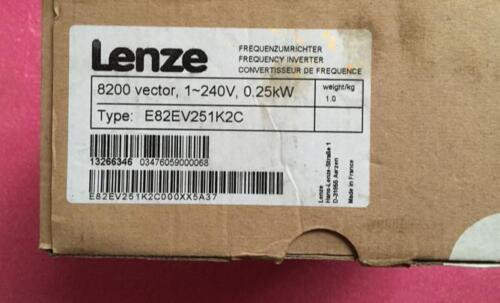 Lenze
FREQUENZUMRICHTER
FREQUENCY INVERTER
CONVERTISSEUR DE FREQUENCE
8200 vector, 1~240V, 0.25kW
weight/kg
Type: E82EV251K2C
1.0
13266346 03476059000068
E82EV251K2C000XX5A37
Lenze
Hans-Lenze-Straße 1
D-31855 Aerzen
Made in France